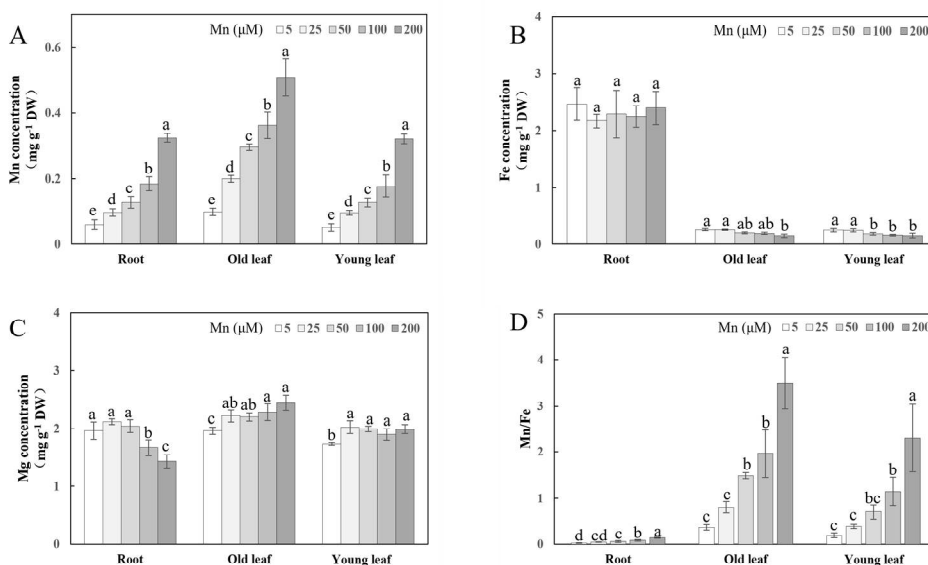 A
Mn (μM) 5 25 50 100 200
Mn concentration
(mg g⁻¹ DW)
0.6
0.4
0.2
0
e d c b a
e d c b a
e d c b a
Root Old leaf Young leaf
B
Mn (μM) 5 25 50 100 200
Fe concentration
(mg g⁻¹ DW)
4
3
2
1
0
a a a a a
a a ab ab b
a a b b b
Root Old leaf Young leaf
C
Mn (μM) 5 25 50 100 200
Mg concentration
(mg g⁻¹ DW)
4
3
2
1
0
a a a b c
c ab ab a a
b a a a a
Root Old leaf Young leaf
D
Mn (μM) 5 25 50 100 200
Mn/Fe
5
4
3
2
1
0
d cd c b a
c c b b a
c c bc b a
Root Old leaf Young leaf